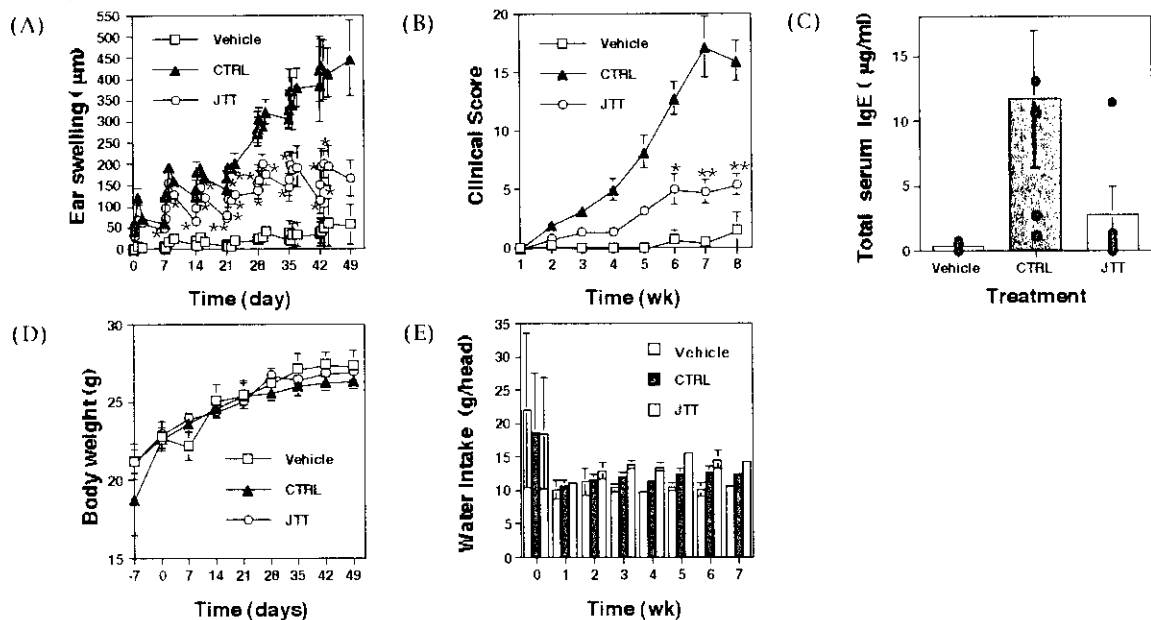 (A)
Ear swelling (μm)
550
500
450
400
350
300
250
200
150
100
50
0
Vehicle
CTRL
JTT
0 7 14 21 28 35 42 49
Time (day)
(B)
Clinical Score
20
15
10
5
0
Vehicle
CTRL
JTT
* ** **
1 2 3 4 5 6 7 8
Time (wk)
(C)
Total serum IgE (μg/ml)
15
10
5
0
Vehicle CTRL JTT
Treatment
(D)
Body weight (g)
30
25
20
15
Vehicle
CTRL
JTT
-7 0 7 14 21 28 35 42 49
Time (days)
(E)
Water Intake (g/head)
35
30
25
20
15
10
5
0
Vehicle
CTRL
JTT
0 1 2 3 4 5 6 7
Time (wk)